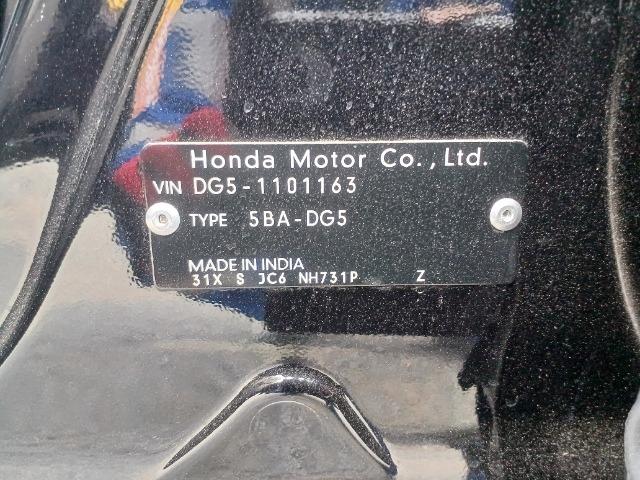 Honda Motor Co., Ltd.
VIN DG5-1101163
TYPE 5BA-DG5
MADE IN INDIA
31X S JC6 NH731P Z